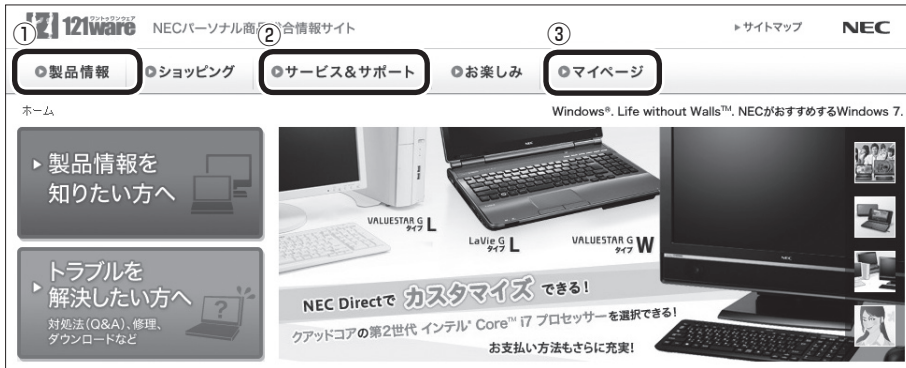 ① ② ③
121ware ワントゥワンウェア NECパーソナル商品総合情報サイト ▶サイトマップ NEC
製品情報 ショッピング サービス&サポート お楽しみ マイページ
ホーム Windows®. Life without Walls™. NECがおすすめするWindows 7.
製品情報を
知りたい方へ
トラブルを
解決したい方へ
対処法(Q&A)、修理、
ダウンロードなど
?
VALUESTAR G タイプ L
LaVie G タイプ L
VALUESTAR G タイプ W
NEC
NEC Directで カスタマイズ できる!
クアッドコアの第2世代 インテル® Core™ i7 プロセッサーを選択できる!
お支払い方法もさらに充実!